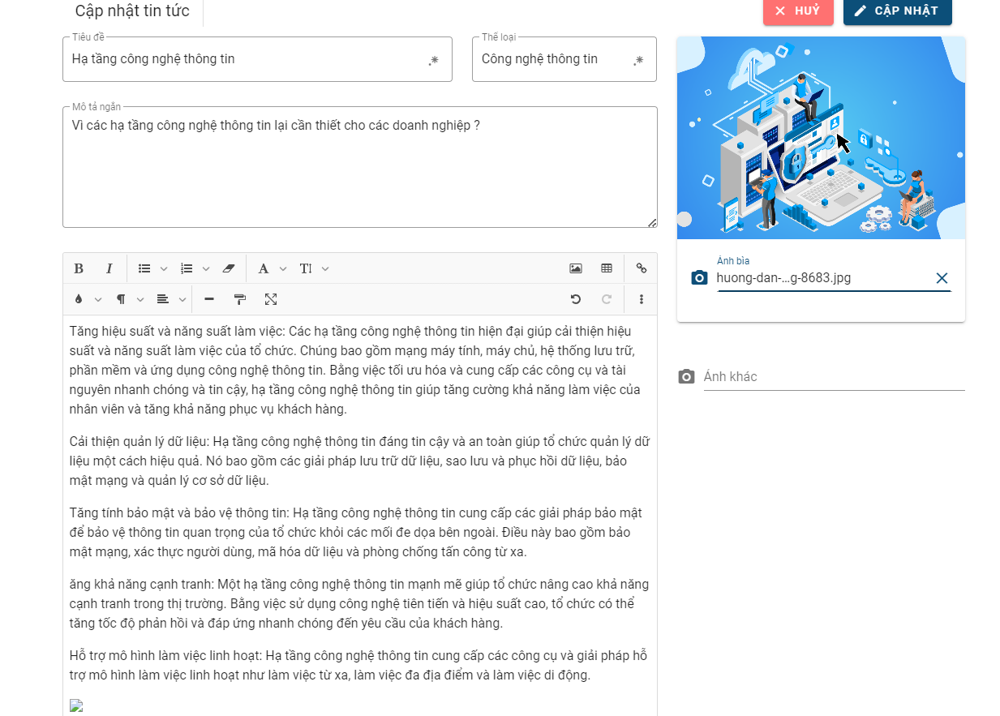 Cập nhật tin tức
HUỶ
CẬP NHẬT
Tiêu đề
Hạ tầng công nghệ thông tin
.*
Thể loại
Công nghệ thông tin
.*
Mô tả ngắn
Vì các hạ tầng công nghệ thông tin lại cần thiết cho các doanh nghiệp ?
Ảnh bìa
huong-dan-...g-8683.jpg
Ảnh khác
B I A T
Tăng hiệu suất và năng suất làm việc: Các hạ tầng công nghệ thông tin hiện đại giúp cải thiện hiệu
suất và năng suất làm việc của tổ chức. Chúng bao gồm mạng máy tính, máy chủ, hệ thống lưu trữ,
phần mềm và ứng dụng công nghệ thông tin. Bằng việc tối ưu hóa và cung cấp các công cụ và tài
nguyên nhanh chóng và tin cậy, hạ tầng công nghệ thông tin giúp tăng cường khả năng làm việc của
nhân viên và tăng khả năng phục vụ khách hàng.
Cải thiện quản lý dữ liệu: Hạ tầng công nghệ thông tin đáng tin cậy và an toàn giúp tổ chức quản lý dữ
liệu một cách hiệu quả. Nó bao gồm các giải pháp lưu trữ dữ liệu, sao lưu và phục hồi dữ liệu, bảo
mật mạng và quản lý cơ sở dữ liệu.
Tăng tính bảo mật và bảo vệ thông tin: Hạ tầng công nghệ thông tin cung cấp các giải pháp bảo mật
để bảo vệ thông tin quan trọng của tổ chức khỏi các mối đe dọa bên ngoài. Điều này bao gồm bảo
mật mạng, xác thực người dùng, mã hóa dữ liệu và phòng chống tấn công từ xa.
ăng khả năng cạnh tranh: Một hạ tầng công nghệ thông tin mạnh mẽ giúp tổ chức nâng cao khả năng
cạnh tranh trong thị trường. Bằng việc sử dụng công nghệ tiên tiến và hiệu suất cao, tổ chức có thể
tăng tốc độ phản hồi và đáp ứng nhanh chóng đến yêu cầu của khách hàng.
Hỗ trợ mô hình làm việc linh hoạt: Hạ tầng công nghệ thông tin cung cấp các công cụ và giải pháp hỗ
trợ mô hình làm việc linh hoạt như làm việc từ xa, làm việc đa địa điểm và làm việc di động.